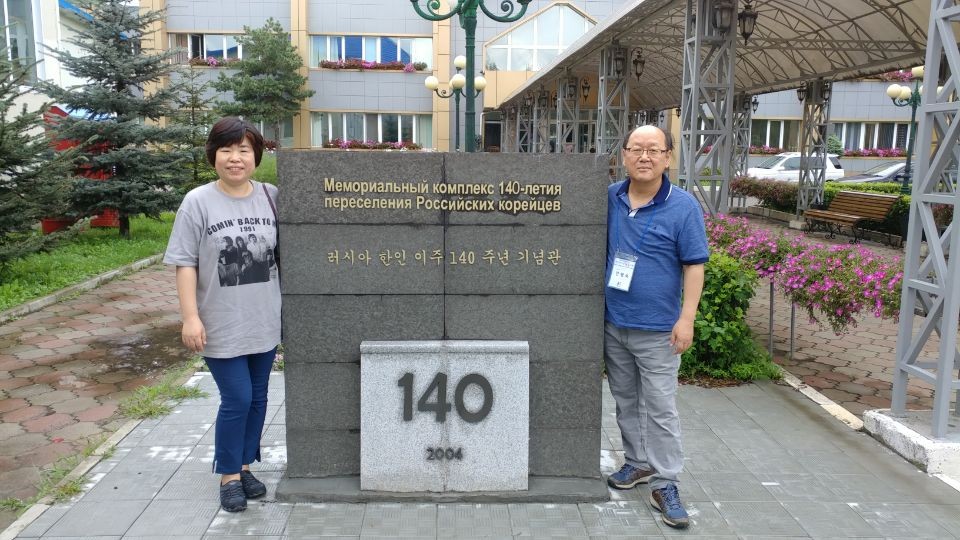 Мемориальный комплекс 140-летия
переселения Российских корейцев
러시아 한인 이주 140 주년 기념관
140
2004
COMIN' BACK TO
1991